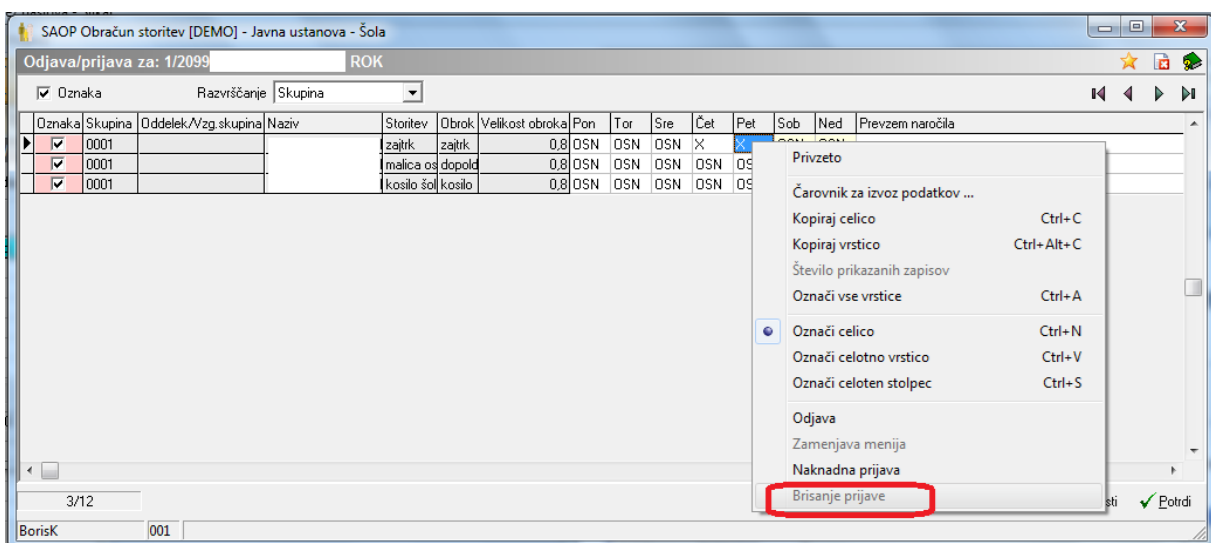 SAOP Obračun storitev [DEMO] - Javna ustanova - Šola
Odjava/prijava za: 1/2099 ROK
Oznaka Razvrščanje Skupina
Oznaka Skupina Oddelek/Vzg.skupina Naziv Storitev Obrok Velikost obroka Pon Tor Sre Čet Pet Sob Ned Prevzem naročila
0001 zajtrk zajtrk 0,8 OSN OSN OSN X X OSN OSN
0001 malica os dopold 0,8 OSN OSN OSN OSN OS
0001 kosilo šol kosilo 0,8 OSN OSN OSN OSN OS
Privzeto
Čarovnik za izvoz podatkov ...
Kopiraj celico Ctrl+C
Kopiraj vrstico Ctrl+Alt+C
Število prikazanih zapisov
Označi vse vrstice Ctrl+A
Označi celico Ctrl+N
Označi celotno vrstico Ctrl+V
Označi celoten stolpec Ctrl+S
Odjava
Zamenjava menija
Naknadna prijava
Brisanje prijave
3/12 sti Potrdi
BorisK 001